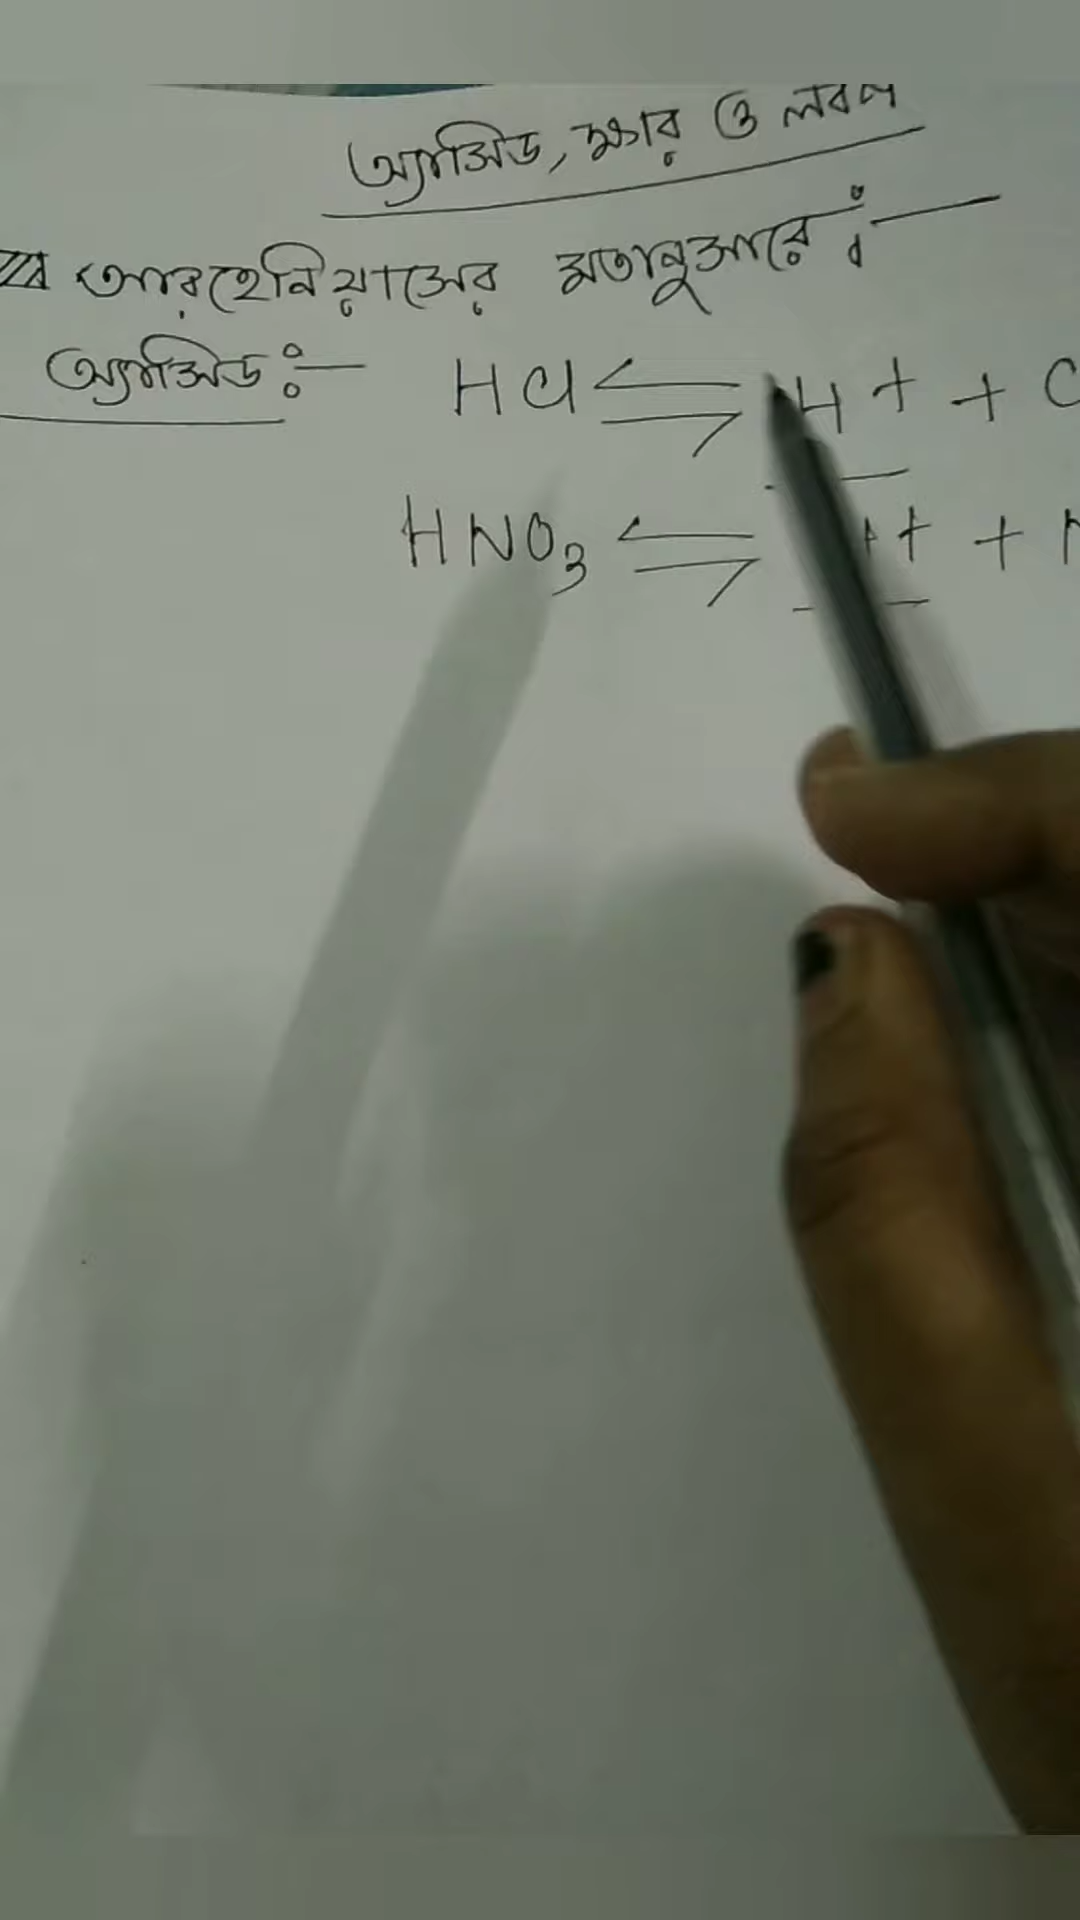 অ্যাসিড, ক্ষার ও লবণ
আরহেনিয়াসের মতানুসারে :—
অ্যাসিড :— HCl ⇌ H+ + C
HNO3 ⇌ + +